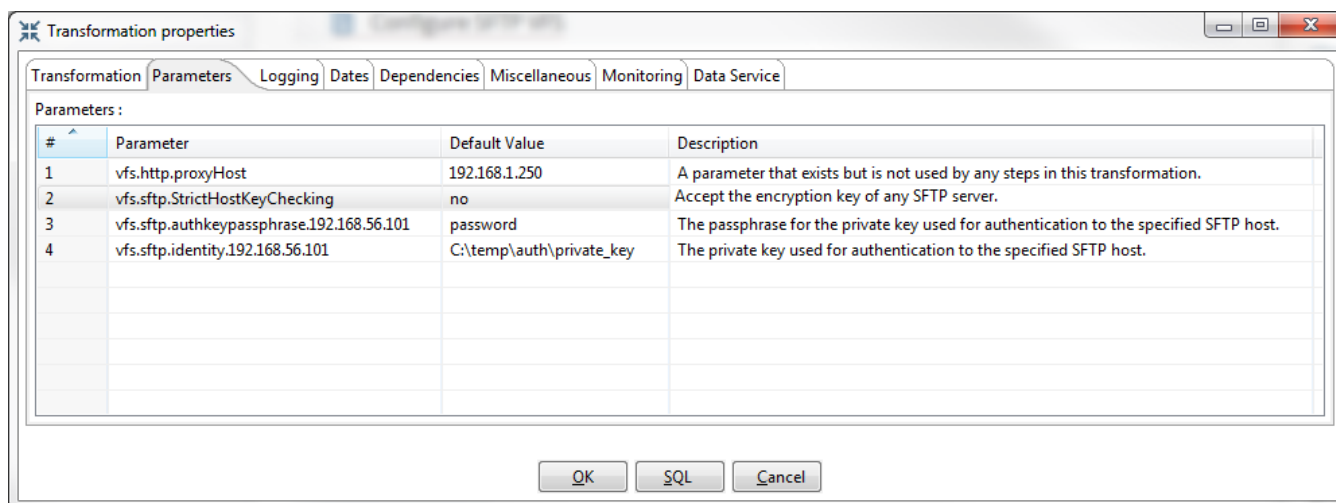 Configure SFTP VFS
Transformation properties
Transformation Parameters Logging Dates Dependencies Miscellaneous Monitoring Data Service
Parameters :
# Parameter Default Value Description
1 vfs.http.proxyHost 192.168.1.250 A parameter that exists but is not used by any steps in this transformation.
2 vfs.sftp.StrictHostKeyChecking no Accept the encryption key of any SFTP server.
3 vfs.sftp.authkeypassphrase.192.168.56.101 password The passphrase for the private key used for authentication to the specified SFTP host.
4 vfs.sftp.identity.192.168.56.101 C:\temp\auth\private_key The private key used for authentication to the specified SFTP host.
OK SQL Cancel